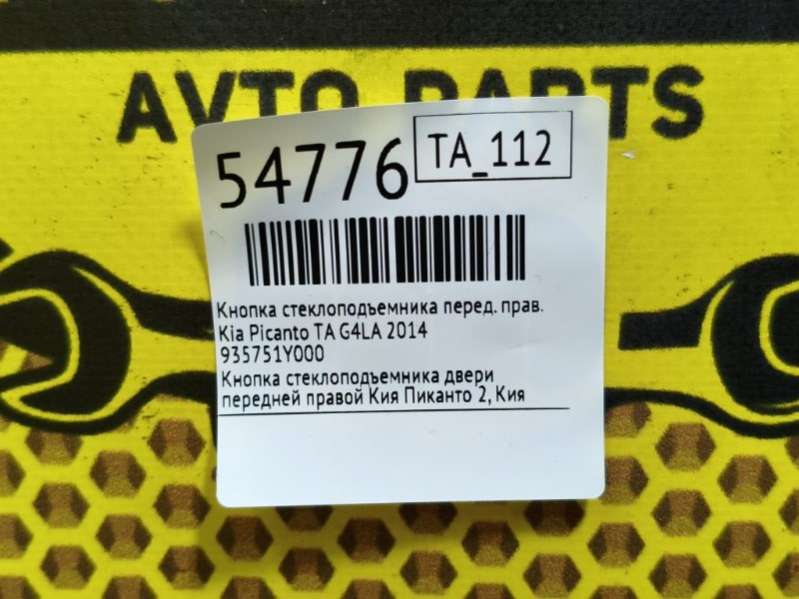 AVTO PARTS
54776
TA_112
Кнопка стеклоподъемника перед. прав.
Kia Picanto TA G4LA 2014
935751Y000
Кнопка стеклоподъемника двери
передней правой Киа Пиканто 2, Кия